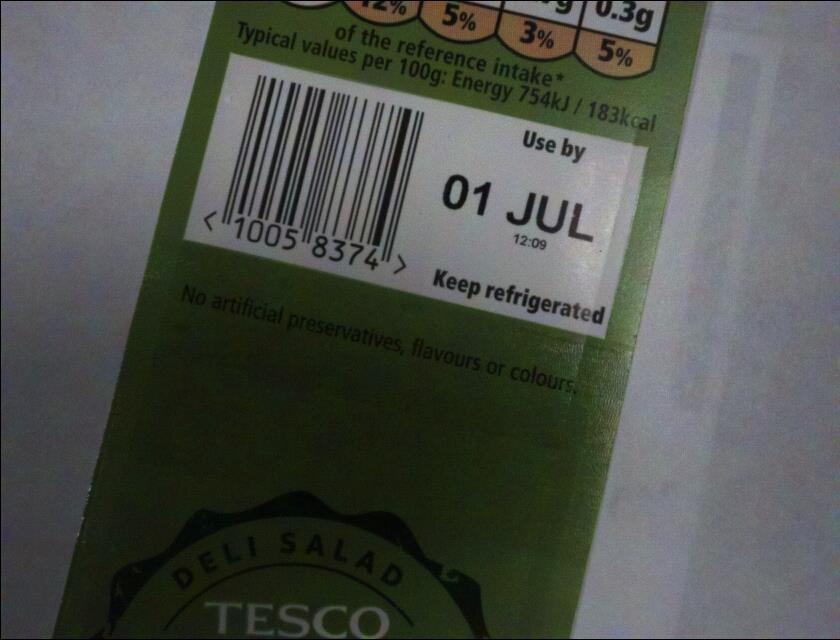 0.3g
5%
3%
5%
of the reference intake*
Typical values per 100g: Energy 754kJ / 183kcal
Use by
01 JUL
12:09
< 1005 8374 >
Keep refrigerated
No artificial preservatives, flavours or colours.
DELI SALAD
TESCO